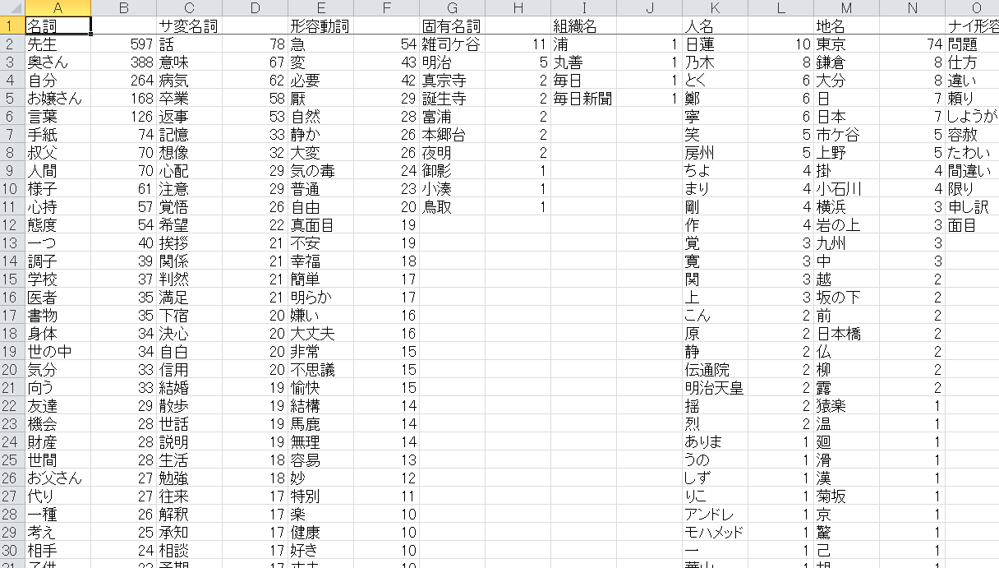 A B C D E F G H I J K L M N O
1 名詞 サ変名詞 形容動詞 固有名詞 組織名 人名 地名 ナイ形容
2 先生 597 話 78 急 54 雑司ケ谷 11 浦 1 日蓮 10 東京 74 問題
3 奥さん 388 意味 67 変 43 明治 5 丸善 1 乃木 8 鎌倉 8 仕方
4 自分 264 病気 62 必要 42 真宗寺 2 毎日 1 とく 6 大分 8 違い
5 お嬢さん 168 卒業 58 厭 29 誕生寺 2 毎日新聞 1 鄭 6 日 7 頼り
6 言葉 126 返事 53 自然 28 富浦 2 寧 6 日本 7 しようが
7 手紙 74 記憶 33 静か 26 本郷台 2 笑 5 市ケ谷 5 容赦
8 叔父 70 想像 32 大変 26 夜明 2 房州 5 上野 5 たわい
9 人間 70 心配 29 気の毒 24 御影 1 ちよ 4 掛 4 間違い
10 様子 61 注意 29 普通 23 小湊 1 まり 4 小石川 4 限り
11 心持 57 覚悟 26 自由 20 鳥取 1 剛 4 横浜 3 申し訳
12 態度 54 希望 22 真面目 19 作 4 岩の上 3 面目
13 一つ 40 挨拶 21 不安 19 覚 3 九州 3
14 調子 39 関係 21 幸福 18 寛 3 中 3
15 学校 37 判然 21 簡単 17 関 3 越 2
16 医者 35 満足 21 明らか 17 上 3 坂の下 2
17 書物 35 下宿 20 嫌い 16 こん 2 前 2
18 身体 34 決心 20 大丈夫 16 原 2 日本橋 2
19 世の中 34 自白 20 非常 15 静 2 仏 2
20 気分 33 信用 20 不思議 15 伝通院 2 柳 2
21 向う 33 結婚 19 愉快 15 明治天皇 2 露 2
22 友達 29 散歩 19 結構 14 揺 2 猿楽 1
23 機会 28 世話 19 馬鹿 14 烈 2 温 1
24 財産 28 説明 19 無理 14 ありま 1 廻 1
25 世間 28 生活 18 容易 13 うの 1 滑 1
26 お父さん 27 勉強 18 妙 12 しず 1 漢 1
27 代り 27 往来 17 特別 11 りこ 1 菊坂 1
28 一種 26 解釈 17 楽 10 アンドレ 1 京 1
29 考え 25 承知 17 健康 10 モハメッド 1 驚 1
30 相手 24 相談 17 好き 10 一 1 己 1